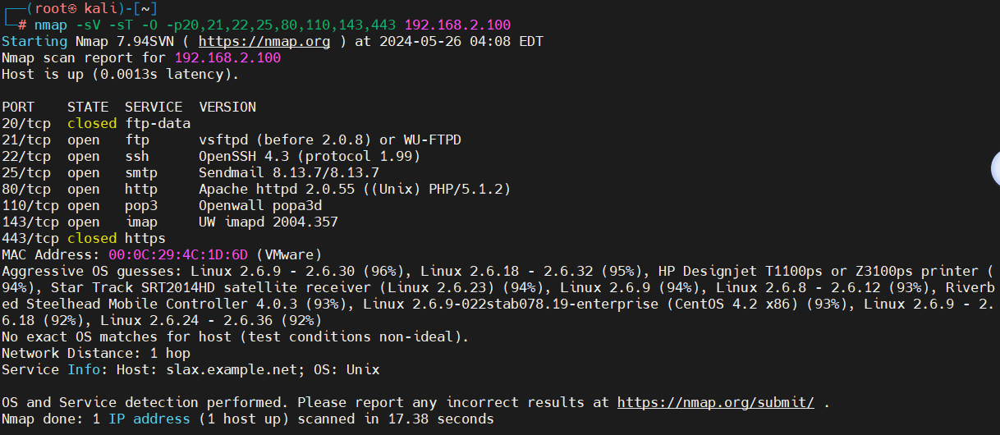 ┌──(root㉿ kali)-[~]
└─# nmap -sV -sT -O -p20,21,22,25,80,110,143,443 192.168.2.100
Starting Nmap 7.94SVN ( https://nmap.org ) at 2024-05-26 04:08 EDT
Nmap scan report for 192.168.2.100
Host is up (0.0013s latency).

PORT    STATE  SERVICE  VERSION
20/tcp  closed ftp-data
21/tcp  open   ftp      vsftpd (before 2.0.8) or WU-FTPD
22/tcp  open   ssh      OpenSSH 4.3 (protocol 1.99)
25/tcp  open   smtp     Sendmail 8.13.7/8.13.7
80/tcp  open   http     Apache httpd 2.0.55 ((Unix) PHP/5.1.2)
110/tcp open   pop3     Openwall popa3d
143/tcp open   imap     UW imapd 2004.357
443/tcp closed https
MAC Address: 00:0C:29:4C:1D:6D (VMware)
Aggressive OS guesses: Linux 2.6.9 - 2.6.30 (96%), Linux 2.6.18 - 2.6.32 (95%), HP Designjet T1100ps or Z3100ps printer (
94%), Star Track SRT2014HD satellite receiver (Linux 2.6.23) (94%), Linux 2.6.9 (94%), Linux 2.6.8 - 2.6.12 (93%), Riverb
ed Steelhead Mobile Controller 4.0.3 (93%), Linux 2.6.9-022stab078.19-enterprise (CentOS 4.2 x86) (93%), Linux 2.6.9 - 2.
6.18 (92%), Linux 2.6.24 - 2.6.36 (92%)
No exact OS matches for host (test conditions non-ideal).
Network Distance: 1 hop
Service Info: Host: slax.example.net; OS: Unix

OS and Service detection performed. Please report any incorrect results at https://nmap.org/submit/ .
Nmap done: 1 IP address (1 host up) scanned in 17.38 seconds